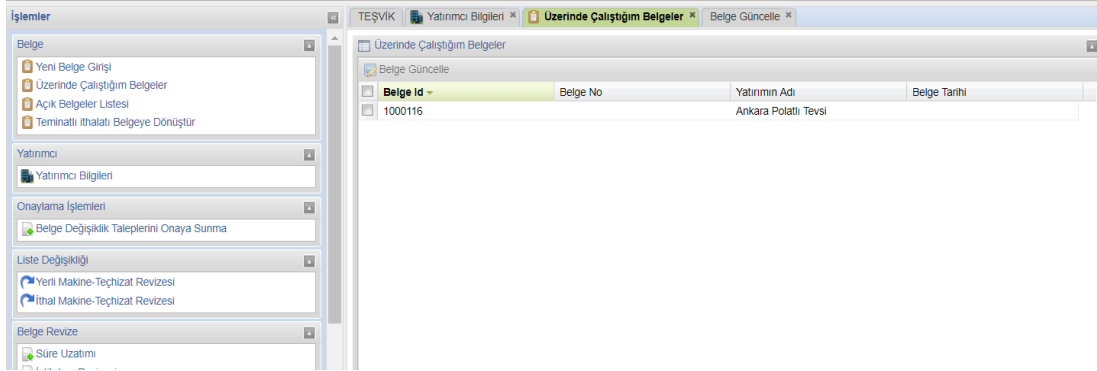 İşlemler
Belge
Yeni Belge Girişi
Üzerinde Çalıştığım Belgeler
Açık Belgeler Listesi
Teminatlı ithalatı Belgeye Dönüştür
Yatırımcı
Yatırımcı Bilgileri
Onaylama İşlemleri
Belge Değişiklik Taleplerini Onaya Sunma
Liste Değişikliği
Yerli Makine-Teçhizat Revizesi
İthal Makine-Teçhizat Revizesi
Belge Revize
Süre Uzatımı
TEŞVİK Yatırımcı Bilgileri Üzerinde Çalıştığım Belgeler Belge Güncelle
Üzerinde Çalıştığım Belgeler
Belge Güncelle
Belge Id Belge No Yatırımın Adı Belge Tarihi
1000116 Ankara Polatlı Tevsi